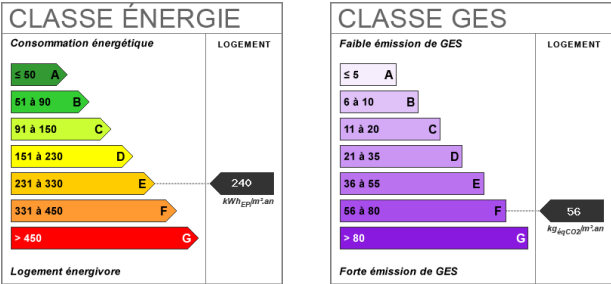 CLASSE ÉNERGIE
Consommation énergétique
LOGEMENT
≤ 50 A
51 à 90 B
91 à 150 C
151 à 230 D
231 à 330 E
240
kWhEP/m².an
331 à 450 F
> 450 G
Logement énergivore
CLASSE GES
Faible émission de GES
LOGEMENT
≤ 5 A
6 à 10 B
11 à 20 C
21 à 35 D
36 à 55 E
56 à 80 F
56
kgéqCO2/m².an
> 80 G
Forte émission de GES